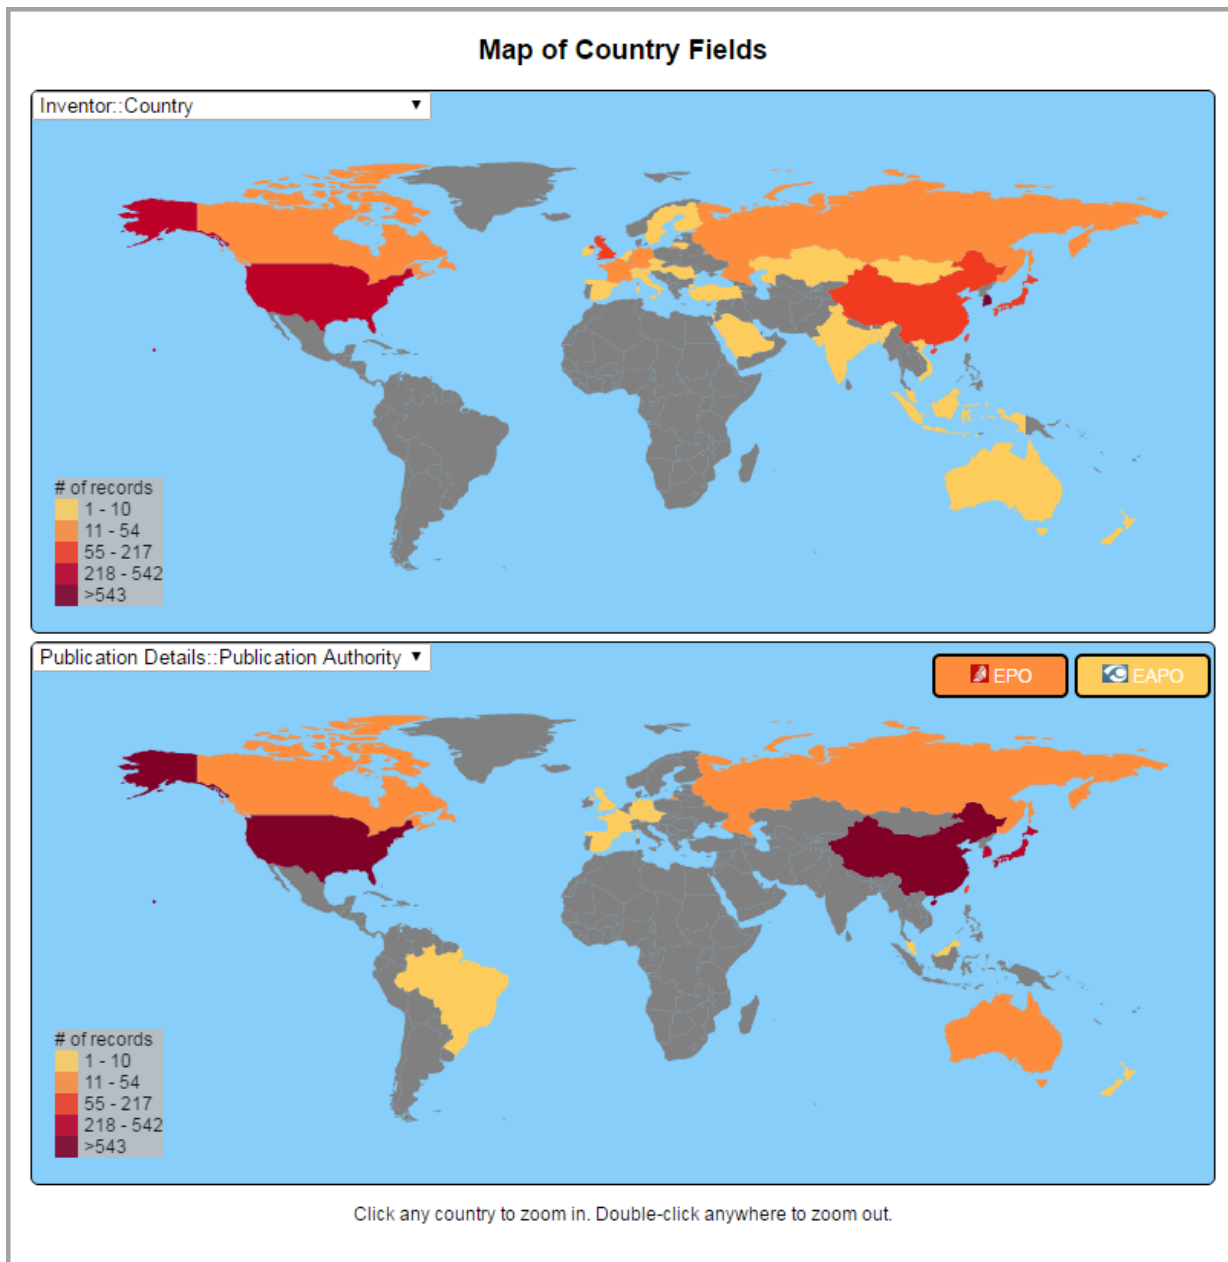 Map of Country Fields
Inventor::Country
# of records
1 - 10
11 - 54
55 - 217
218 - 542
>543
Publication Details::Publication Authority
EPO
EAPO
# of records
1 - 10
11 - 54
55 - 217
218 - 542
>543
Click any country to zoom in. Double-click anywhere to zoom out.